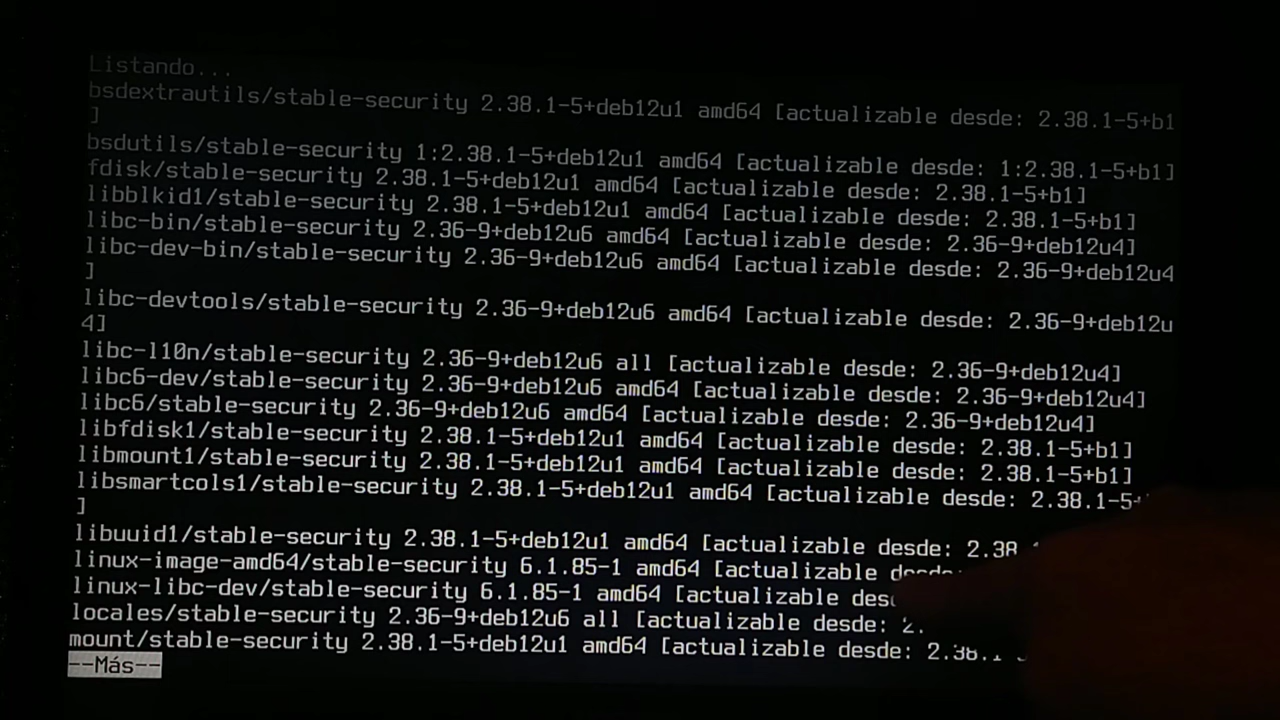 Listando...
bsdextrautils/stable-security 2.38.1-5+deb12u1 amd64 [actualizable desde: 2.38.1-5+b1
]
bsdutils/stable-security 1:2.38.1-5+deb12u1 amd64 [actualizable desde: 1:2.38.1-5+b1]
fdisk/stable-security 2.38.1-5+deb12u1 amd64 [actualizable desde: 2.38.1-5+b1]
libblkid1/stable-security 2.38.1-5+deb12u1 amd64 [actualizable desde: 2.38.1-5+b1]
libc-bin/stable-security 2.36-9+deb12u6 amd64 [actualizable desde: 2.36-9+deb12u4]
libc-dev-bin/stable-security 2.36-9+deb12u6 amd64 [actualizable desde: 2.36-9+deb12u4
]
libc-devtools/stable-security 2.36-9+deb12u6 amd64 [actualizable desde: 2.36-9+deb12u
4]
libc-l10n/stable-security 2.36-9+deb12u6 all [actualizable desde: 2.36-9+deb12u4]
libc6-dev/stable-security 2.36-9+deb12u6 amd64 [actualizable desde: 2.36-9+deb12u4]
libc6/stable-security 2.36-9+deb12u6 amd64 [actualizable desde: 2.36-9+deb12u4]
libfdisk1/stable-security 2.38.1-5+deb12u1 amd64 [actualizable desde: 2.38.1-5+b1]
libmount1/stable-security 2.38.1-5+deb12u1 amd64 [actualizable desde: 2.38.1-5+b1]
libsmartcols1/stable-security 2.38.1-5+deb12u1 amd64 [actualizable desde: 2.38.1-5+
]
libuuid1/stable-security 2.38.1-5+deb12u1 amd64 [actualizable desde: 2.38
linux-image-amd64/stable-security 6.1.85-1 amd64 [actualizable desde
linux-libc-dev/stable-security 6.1.85-1 amd64 [actualizable des
locales/stable-security 2.36-9+deb12u6 all [actualizable desde: 2.
mount/stable-security 2.38.1-5+deb12u1 amd64 [actualizable desde: 2.38.1
--Más--